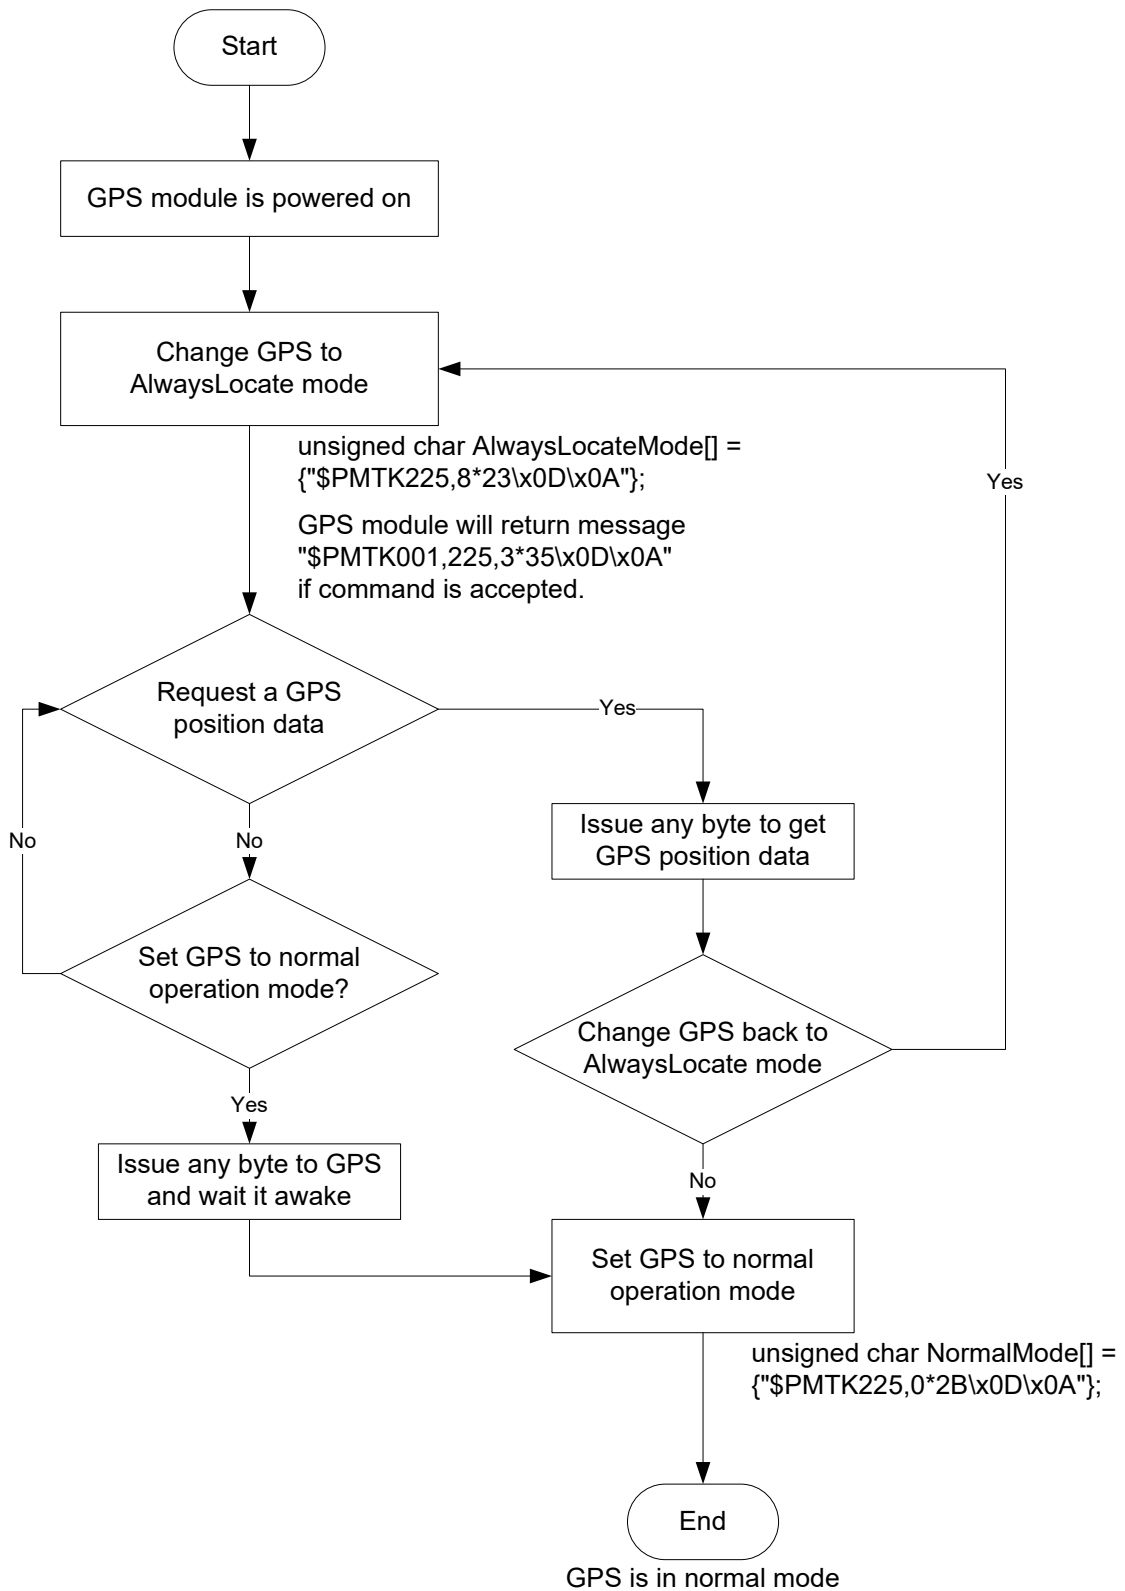 Start
GPS module is powered on
Change GPS to
AlwaysLocate mode
unsigned char AlwaysLocateMode[] =
{"$PMTK225,8*23\x0D\x0A"};
Yes
GPS module will return message
"$PMTK001,225,3*35\x0D\x0A"
if command is accepted.
Request a GPS
position data
Yes
No
No
Issue any byte to get
GPS position data
Set GPS to normal
operation mode?
Change GPS back to
AlwaysLocate mode
Yes
Issue any byte to GPS
and wait it awake
No
Set GPS to normal
operation mode
unsigned char NormalMode[] =
{"$PMTK225,0*2B\x0D\x0A"};
End
GPS is in normal mode